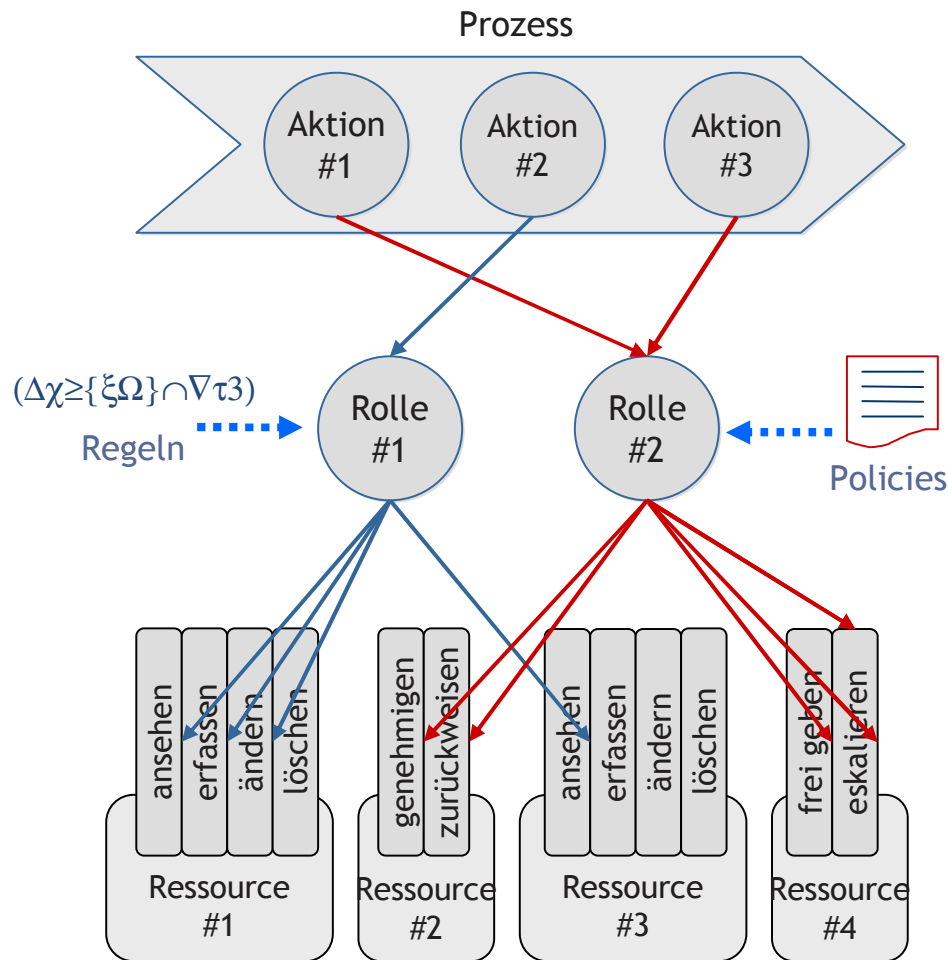 Prozess
Aktion
#1
Aktion
#2
Aktion
#3
(Δχ≥{ξΩ}∩∇τ3)
Regeln
Rolle
#1
Rolle
#2
Policies
ansehen
erfassen
ändern
löschen
genehmigen
zurückweisen
ansehen
erfassen
ändern
löschen
frei geben
eskalieren
Ressource
#1
Ressource
#2
Ressource
#3
Ressource
#4